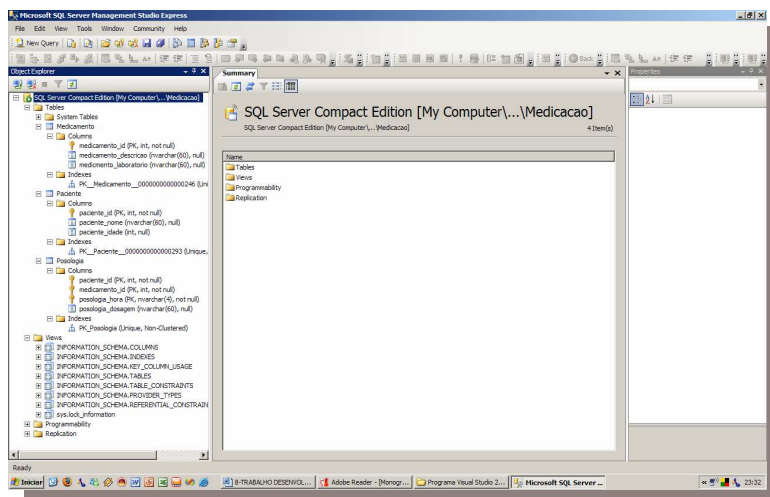 Microsoft SQL Server Management Studio Express
File Edit View Tools Window Community Help
New Query
Back
Object Explorer
SQL Server Compact Edition [My Computer\...\Medicacao]
Tables
System Tables
Medicamento
Columns
medicamento_id (PK, int, not null)
medicamento_descricao (nvarchar(60), null)
medicmento_laboratorio (nvarchar(60), null)
Indexes
PK__Medicamento__0000000000000246 (Uni
Paciente
Columns
paciente_id (PK, int, not null)
paciente_nome (nvarchar(60), null)
paciente_idade (int, null)
Indexes
PK__Paciente__0000000000000293 (Unique,
Posologia
Columns
paciente_id (PK, int, not null)
medicamento_id (PK, int, not null)
posologia_hora (PK, nvarchar(4), not null)
posologia_dosagem (nvarchar(60), null)
Indexes
PK_Posologia (Unique, Non-Clustered)
Views
INFORMATION_SCHEMA.COLUMNS
INFORMATION_SCHEMA.INDEXES
INFORMATION_SCHEMA.KEY_COLUMN_USAGE
INFORMATION_SCHEMA.TABLES
INFORMATION_SCHEMA.TABLE_CONSTRAINTS
INFORMATION_SCHEMA.PROVIDER_TYPES
INFORMATION_SCHEMA.REFERENTIAL_CONSTRAIN
sys.lock_information
Programmability
Replication
Summary
SQL Server Compact Edition [My Computer\...\Medicacao]
SQL Server Compact Edition [My Computer\...\Medicacao] 4 Item(s)
Name
Tables
Views
Programmability
Replication
Properties
Ready
Iniciar
8-TRABALHO DESENVOL...
Adobe Reader - [Monogr...
Programa Visual Studio 2...
Microsoft SQL Server ...
23:32